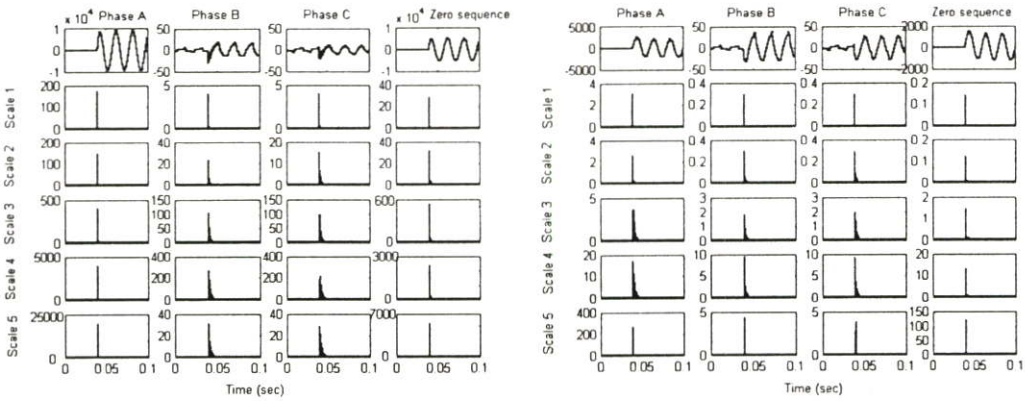 × 10⁴ Phase A Phase B Phase C × 10⁴ Zero sequence
1 50 50 1
0 0 0 0
-1 -50 -50 -1
Scale 1
200 5 5 40
100 20
0 0 0 0
Scale 2
200 40 20 40
100 20 10 20
0 0 0 0
Scale 3
500 150 150 600
100 100
50 50
0 0 0 0
Scale 4
5000 400 400 3000
200 200
0 0 0 0
Scale 5
25000 40 40 7000
20 20
0 0 0 0
0 0 05 0.1 0 0 05 0.1 0 0 05 0.1 0 0 05 0.1
Time (sec)
Phase A Phase B Phase C Zero sequence
5000 50 50 2000
0 0 0 0
-5000 -50 -50 2000
Scale 1
4 0 4 0 4 0.2
2 0 2 0 2 0.1
0 0 0 0
Scale 2
4 0 4 0 4 0.2
2 0 2 0 2 0.1
0 0 0 0
Scale 3
5 3 3 2
2 2
1 1 1
0 0 0 0
Scale 4
20 10 10 20
10 5 5 10
0 0 0 0
Scale 5
400 5 5 150
200 100
50
0 0 0 0
0 0 05 0.1 0 0 05 0.1 0 0 05 0.1 0 0 05 0.1
Time (sec)